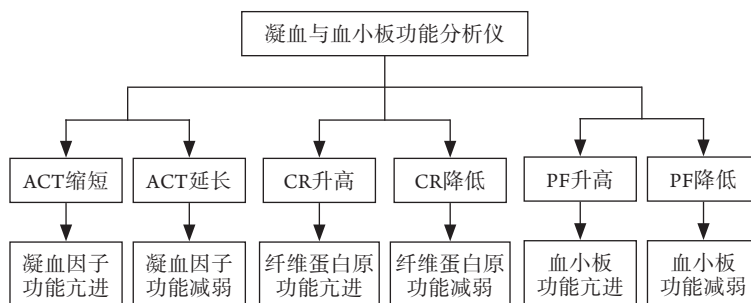 凝血与血小板功能分析仪
ACT缩短
ACT延长
CR升高
CR降低
PF升高
PF降低
凝血因子
功能亢进
凝血因子
功能减弱
纤维蛋白原
功能亢进
纤维蛋白原
功能减弱
血小板
功能亢进
血小板
功能减弱